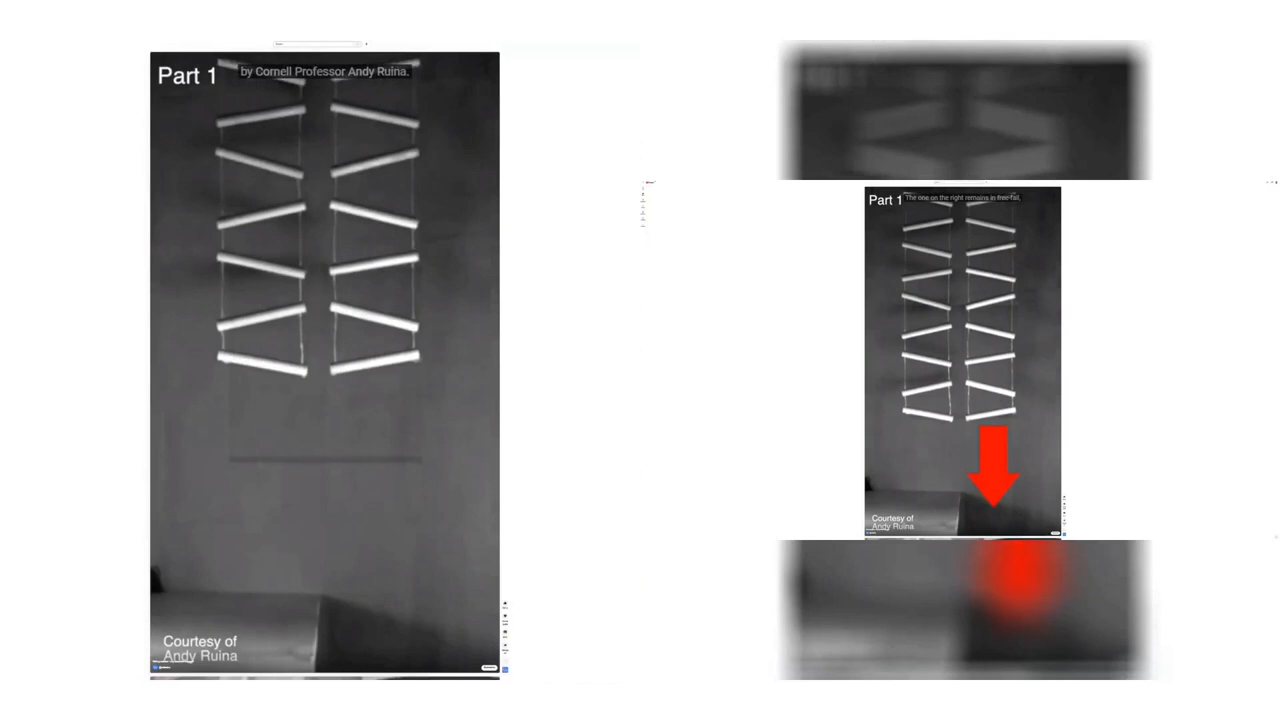 Part 1
by Cornell Professor Andy Ruina.
Courtesy of
Andy Ruina
Part 1
The one on the right remains in free fall,
Courtesy of
Andy Ruina